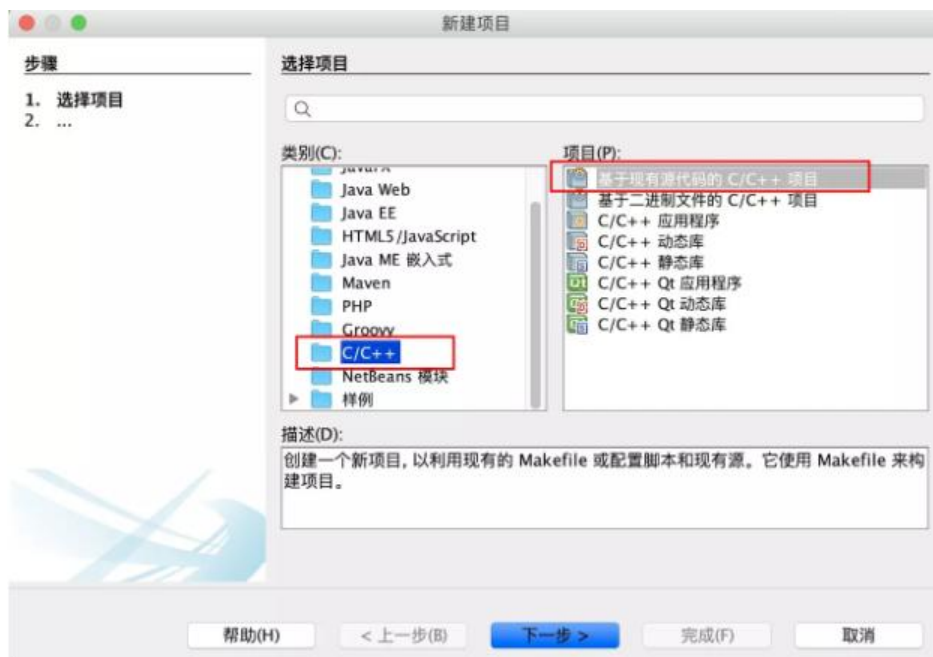 新建项目
步骤
1. 选择项目
2. ...
选择项目
类别(C):
JavaFX
Java Web
Java EE
HTML5/JavaScript
Java ME 嵌入式
Maven
PHP
Groovy
C/C++
NetBeans 模块
样例
项目(P):
基于现有源代码的 C/C++ 项目
基于二进制文件的 C/C++ 项目
C/C++ 应用程序
C/C++ 动态库
C/C++ 静态库
C/C++ Qt 应用程序
C/C++ Qt 动态库
C/C++ Qt 静态库
描述(D):
创建一个新项目, 以利用现有的 Makefile 或配置脚本和现有源。它使用 Makefile 来构
建项目。
帮助(H)
< 上一步(B)
下一步 >
完成(F)
取消